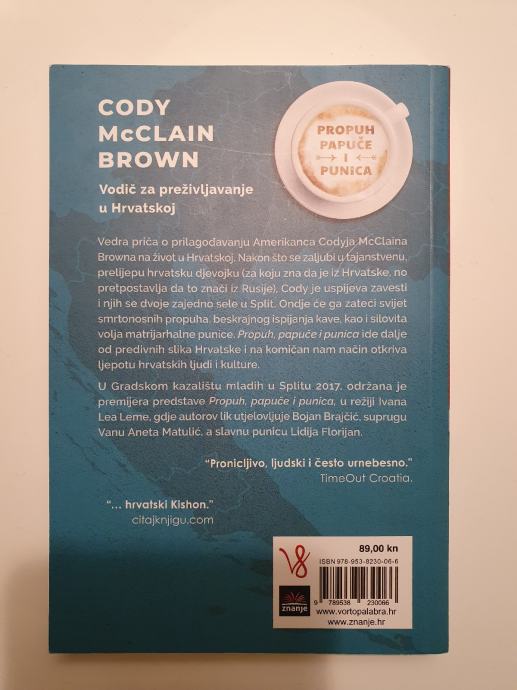 CODY
McCLAIN
BROWN
PROPUH
PAPUČE
I
PUNICA
Vodič za preživljavanje
u Hrvatskoj
Vedra priča o prilagođavanju Amerikanca Codyja McClaina
Browna na život u Hrvatskoj. Nakon što se zaljubi u tajanstvenu,
prelijepu hrvatsku djevojku (za koju zna da je iz Hrvatske, no
pretpostavlja da to znači iz Rusije), Cody je uspijeva zavesti
i njih se dvoje zajedno sele u Split. Ondje će ga zateći svijet
smrtonosnih propuha, beskrajnog ispijanja kave, kao i silovita
volja matrijarhalne punice. Propuh, papuče i punica ide dalje
od predivnih slika Hrvatske i na komičan nam način otkriva
ljepotu hrvatskih ljudi i kulture.
U Gradskom kazalištu mladih u Splitu 2017. održana je
premijera predstave Propuh, papuče i punica, u režiji Ivana
Lea Leme, gdje autorov lik utjelovljuje Bojan Brajčić, suprugu
Vanu Aneta Matulić, a slavnu punicu Lidija Florijan.
“Pronicljivo, ljudski i često urnebesno.”
TimeOut Croatia.
“... hrvatski Kishon.”
citajknjigu.com
V8
89,00 kn
ISBN 978-953-8230-06-6
9 789538 230066
znanje
www.vortopalabra.hr
www.znanje.hr